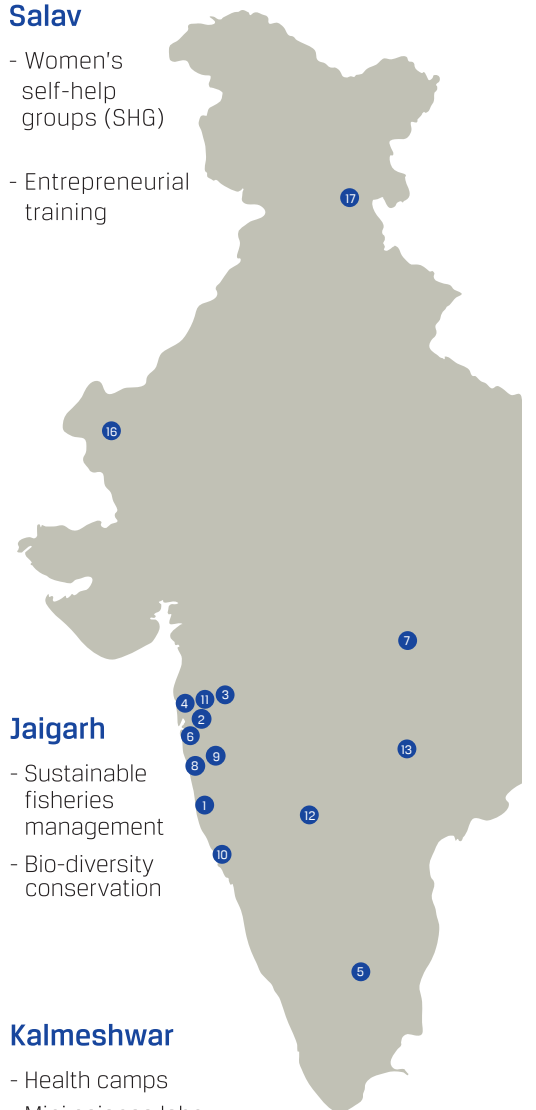 Salav
- Women's
self-help
groups (SHG)
- Entrepreneurial
training
17
16
7
3
11
4
2
6
13
9
8
1
12
10
5
Jaigarh
- Sustainable
fisheries
management
- Bio-diversity
conservation
Kalmeshwar
- Health camps